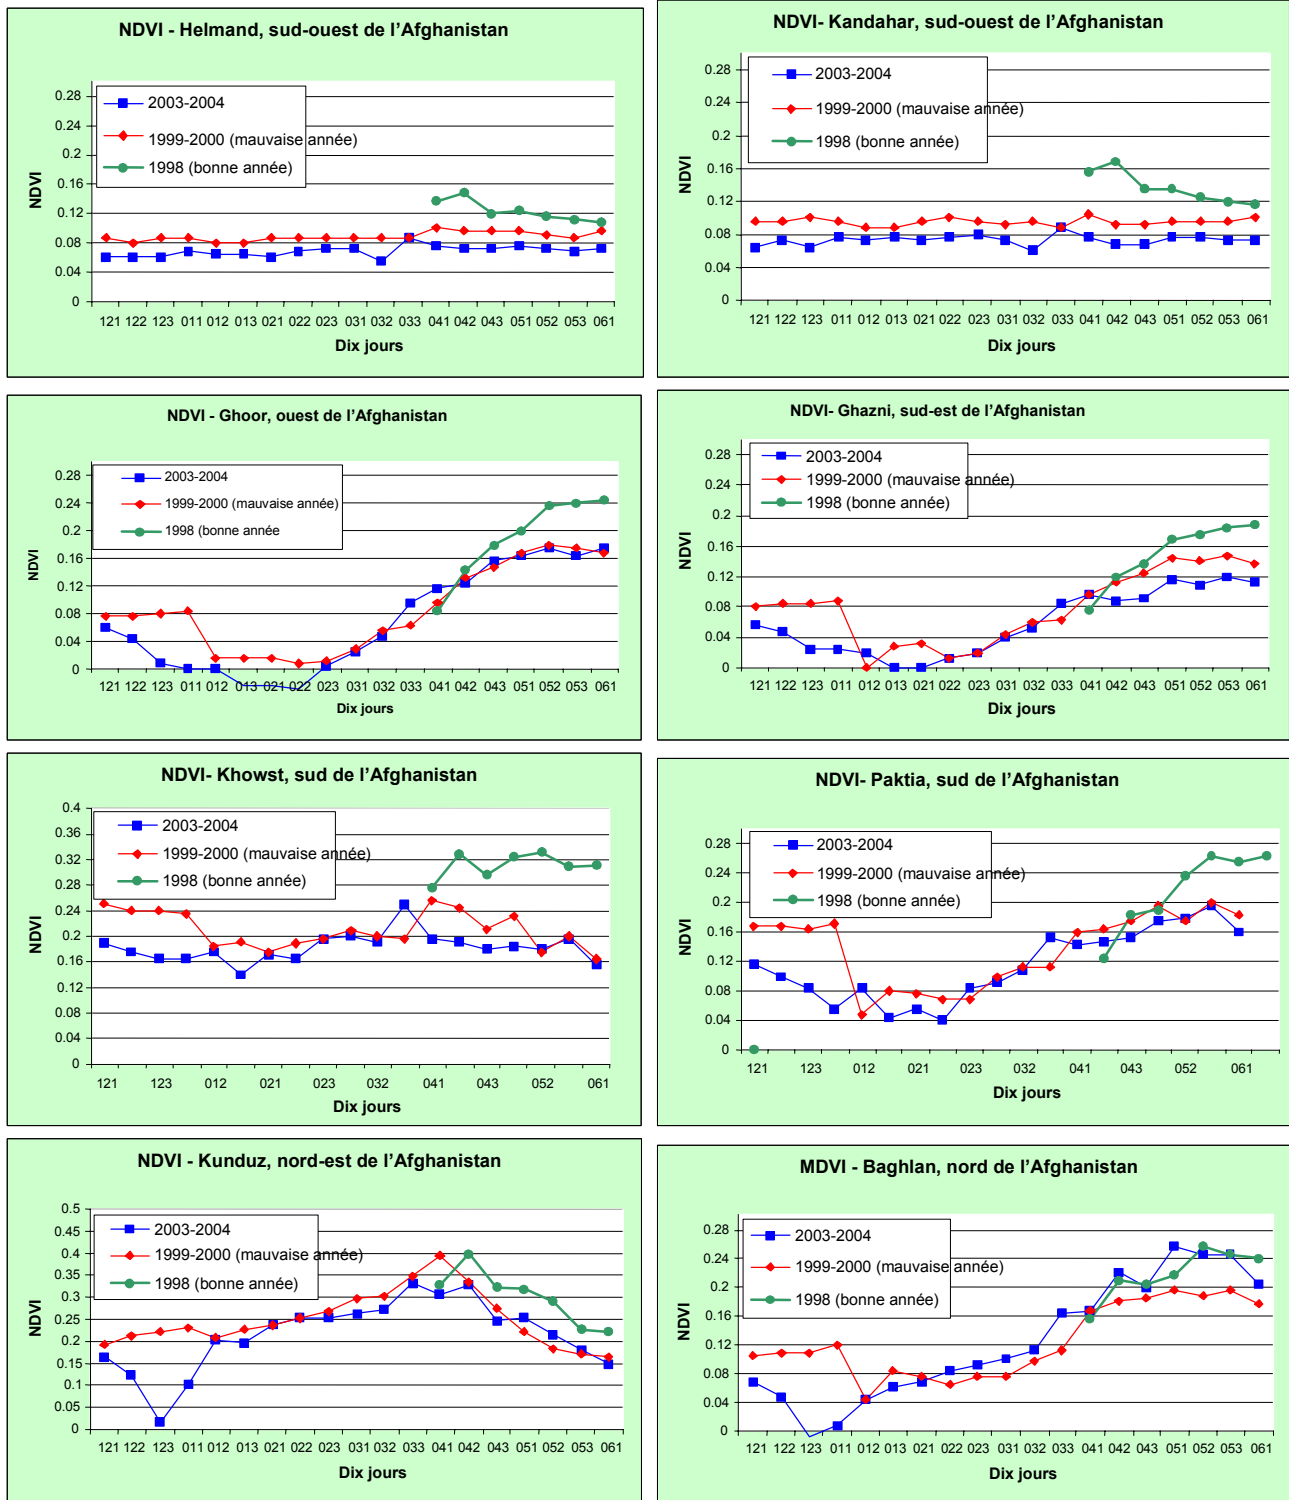 NDVI - Helmand, sud-ouest de l'Afghanistan
0.28
0.24
0.2
0.16
0.12
0.08
0.04
0
NDVI
2003-2004
1999-2000 (mauvaise année)
1998 (bonne année)
121 122 123 011 012 013 021 022 023 031 032 033 041 042 043 051 052 053 061
Dix jours
NDVI- Kandahar, sud-ouest de l'Afghanistan
0.28
0.24
0.2
0.16
0.12
0.08
0.04
0
NDVI
2003-2004
1999-2000 (mauvaise année)
1998 (bonne année)
121 122 123 011 012 013 021 022 023 031 032 033 041 042 043 051 052 053 061
Dix jours
NDVI - Ghoor, ouest de l'Afghanistan
0.28
0.24
0.2
0.16
0.12
0.08
0.04
0
NDVI
2003-2004
1999-2000 (mauvaise année)
1998 (bonne année
121 122 123 011 012 013 021 022 023 031 032 033 041 042 043 051 052 053 061
Dix jours
NDVI- Ghazni, sud-est de l'Afghanistan
0.28
0.24
0.2
0.16
0.12
0.08
0.04
0
NDVI
2003-2004
1999-2000 (mauvaise année)
1998 (bonne année)
121 122 123 011 012 013 021 022 023 031 032 033 041 042 043 051 052 053 061
Dix jours
NDVI- Khowst, sud de l'Afghanistan
0.4
0.36
0.32
0.28
0.24
0.2
0.16
0.12
0.08
0.04
0
NDVI
2003-2004
1999-2000 (mauvaise année)
1998 (bonne année)
121 123 012 021 023 032 041 043 052 061
Dix jours
NDVI- Paktia, sud de l'Afghanistan
0.28
0.24
0.2
0.16
0.12
0.08
0.04
0
NDVI
2003-2004
1999-2000 (mauvaise année)
1998 (bonne année)
121 123 012 021 023 032 041 043 052 061
Dix jours
NDVI - Kunduz, nord-est de l'Afghanistan
0.5
0.45
0.4
0.35
0.3
0.25
0.2
0.15
0.1
0.05
0
NDVI
2003-2004
1999-2000 (mauvaise année)
1998 (bonne année)
121 122 123 011 012 013 021 022 023 031 032 033 041 042 043 051 052 053 061
Dix jours
MDVI - Baghlan, nord de l'Afghanistan
0.28
0.24
0.2
0.16
0.12
0.08
0.04
0
NDVI
2003-2004
1999-2000 (mauvaise année)
1998 (bonne année)
121 122 123 011 012 013 021 022 023 031 032 033 041 042 043 051 052 053 061
Dix jours